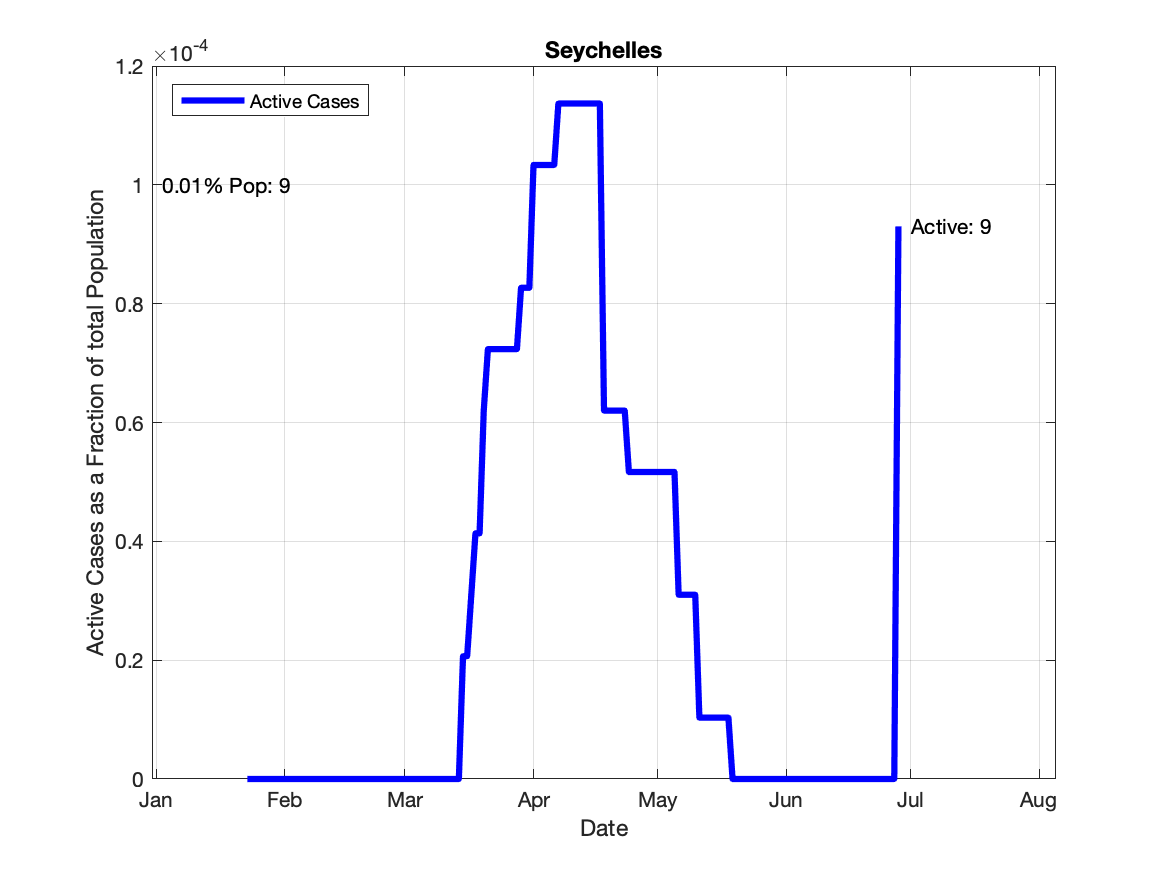 Seychelles
×10-4
Active Cases
0.01% Pop: 9
Active: 9
Active Cases as a Fraction of total Population
1.2
1
0.8
0.6
0.4
0.2
0
Jan Feb Mar Apr May Jun Jul Aug
Date